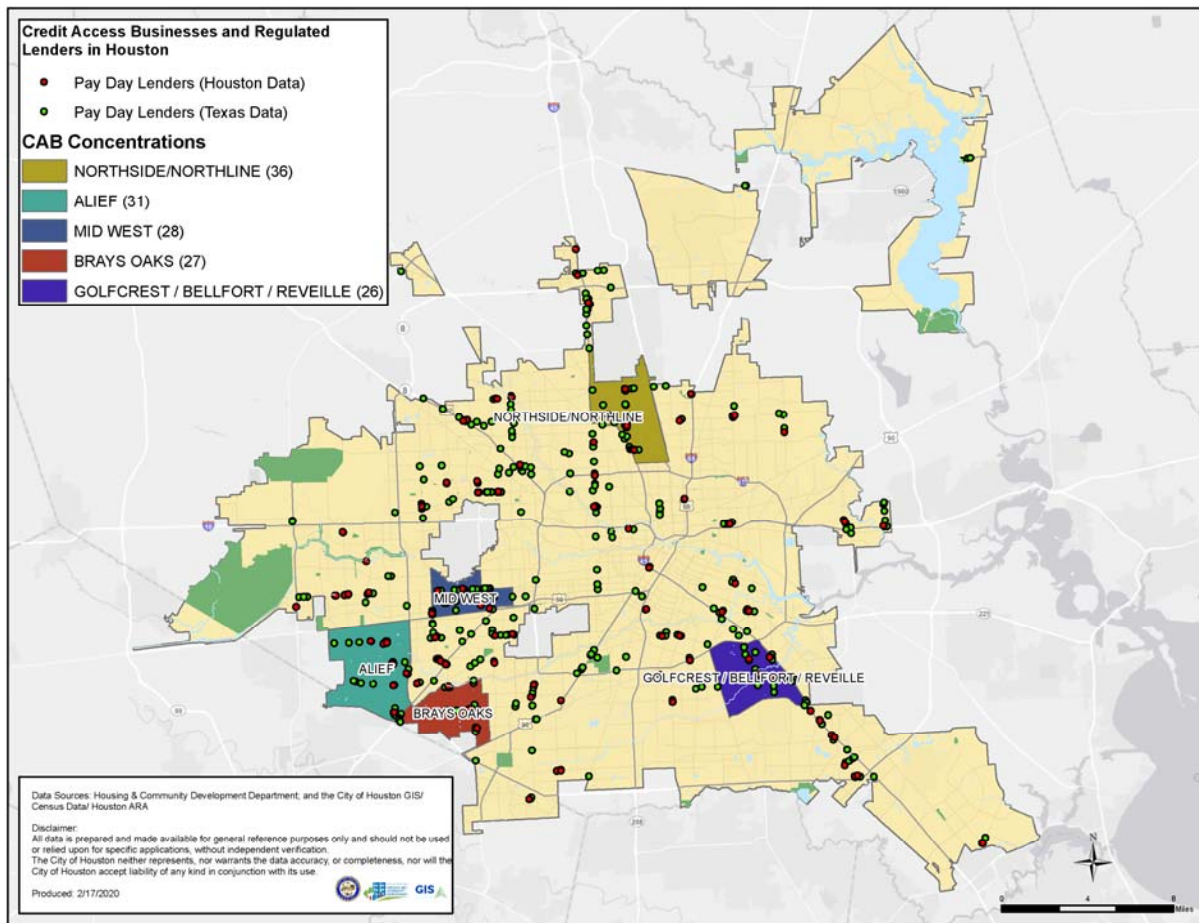 Credit Access Businesses and Regulated
Lenders in Houston
Pay Day Lenders (Houston Data)
Pay Day Lenders (Texas Data)
CAB Concentrations
NORTHSIDE/NORTHLINE (36)
ALIEF (31)
MID WEST (28)
BRAYS OAKS (27)
GOLFCREST / BELLFORT / REVEILLE (26)
1960
8
8
NORTHSIDE/NORTHLINE
90
MID WEST
225
ALIEF
GOLFCREST / BELLFORT / REVEILLE
BRAYS OAKS
90
Data Sources: Housing & Community Development Department; and the City of Houston GIS/
Census Data/ Houston ARA
Disclaimer:
All data is prepared and made available for general reference purposes only and should not be used
or relied upon for specific applications, without independent verification.
The City of Houston neither represents, nor warrants the data accuracy, or completeness, nor will the
City of Houston accept liability of any kind in conjunction with its use.
Produced: 2/17/2020
GIS
N
0 4 8
Miles